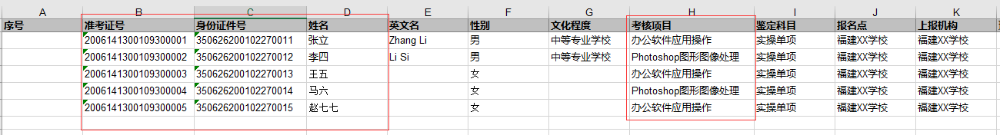 A B C D E F G H I J K
序号 准考证号 身份证件号 姓名 英文名 性别 文化程度 考核项目 鉴定科目 报名点 上报机构
2006141300109300001 350626200102270011 张立 Zhang Li 男 中等专业学校 办公软件应用操作 实操单项 福建XX学校 福建XX学校
2006141300109300002 350626200102270012 李四 Li Si 男 中等专业学校 Photoshop图形图像处理 实操单项 福建XX学校 福建XX学校
2006141300109300003 350626200102270013 王五 女 办公软件应用操作 实操单项 福建XX学校 福建XX学校
2006141300109300004 350626200102270014 马六 女 Photoshop图形图像处理 实操单项 福建XX学校 福建XX学校
2006141300109300005 350626200102270015 赵七七 女 办公软件应用操作 实操单项 福建XX学校 福建XX学校